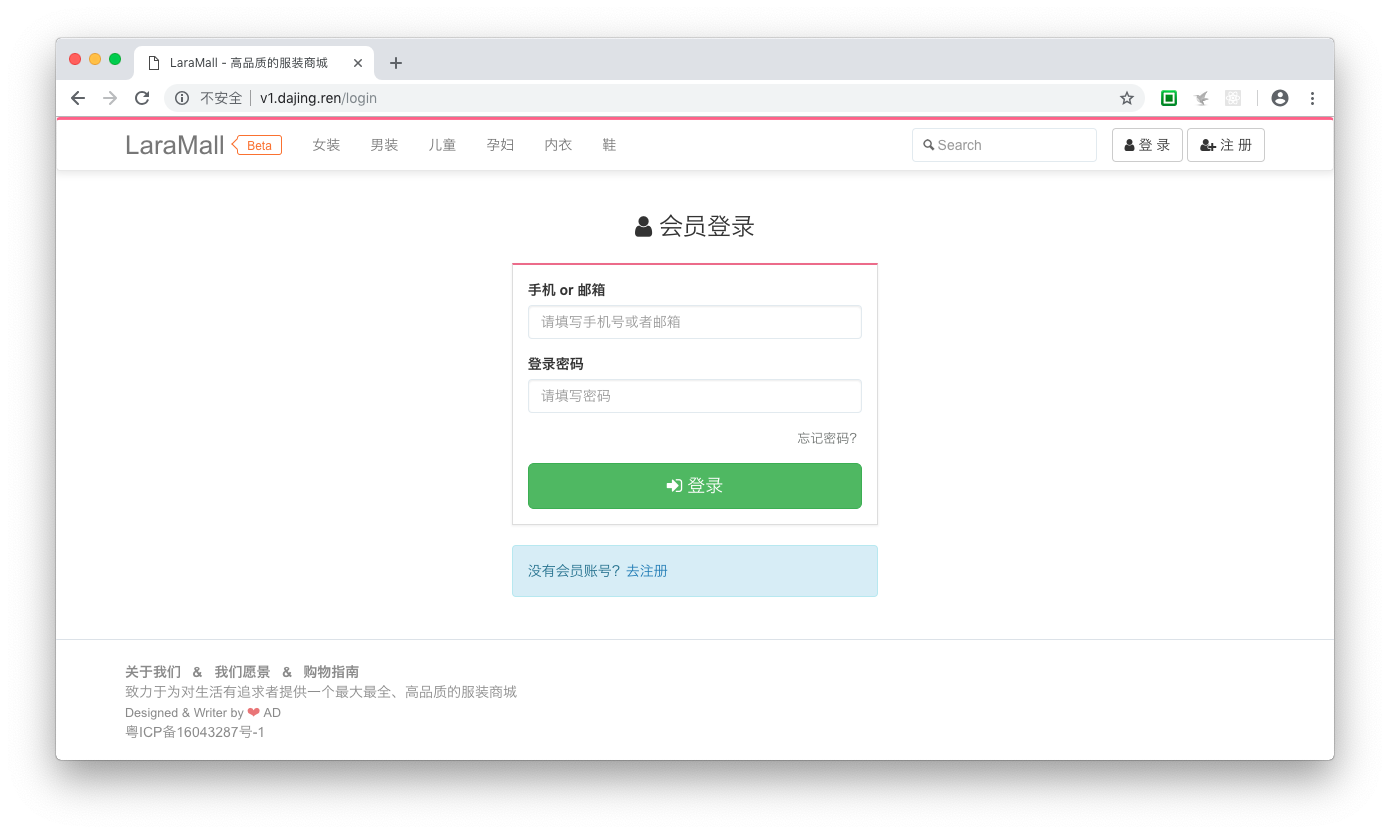 LaraMall - 高品质的服装商城
不安全 v1.dajing.ren/login
LaraMall Beta 女装 男装 儿童 孕妇 内衣 鞋 Search 登 录 注 册
会员登录
手机 or 邮箱
请填写手机号或者邮箱
登录密码
请填写密码
忘记密码?
登录
没有会员账号？去注册
关于我们 & 我们愿景 & 购物指南
致力于为对生活有追求者提供一个最大最全、高品质的服装商城
Designed & Writer by ❤ AD
粤ICP备16043287号-1